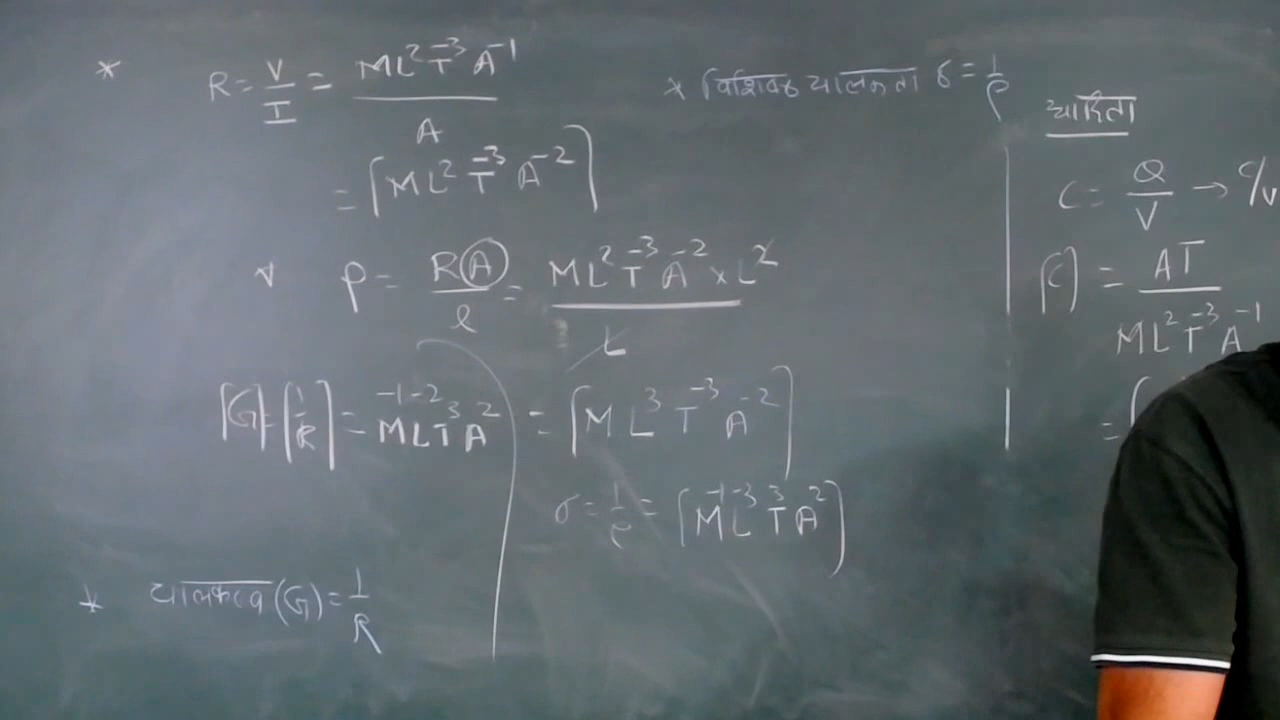 * R = V/I = ML²T⁻³A⁻¹/A
= [ML²T⁻³A⁻²]
ρ = RA/l = ML²T⁻³A⁻² × L²/L
[G] = [1/R] = M⁻¹L⁻²T³A²
= [ML³T⁻³A⁻²]
σ = 1/ρ = [M⁻¹L⁻³T³A²]
* चालकत्व (G) = 1/R
* विशिष्ट चालकता σ = 1/ρ
धारिता
C = Q/V → C/V
[C] = AT/ML²T⁻³A⁻¹
= [